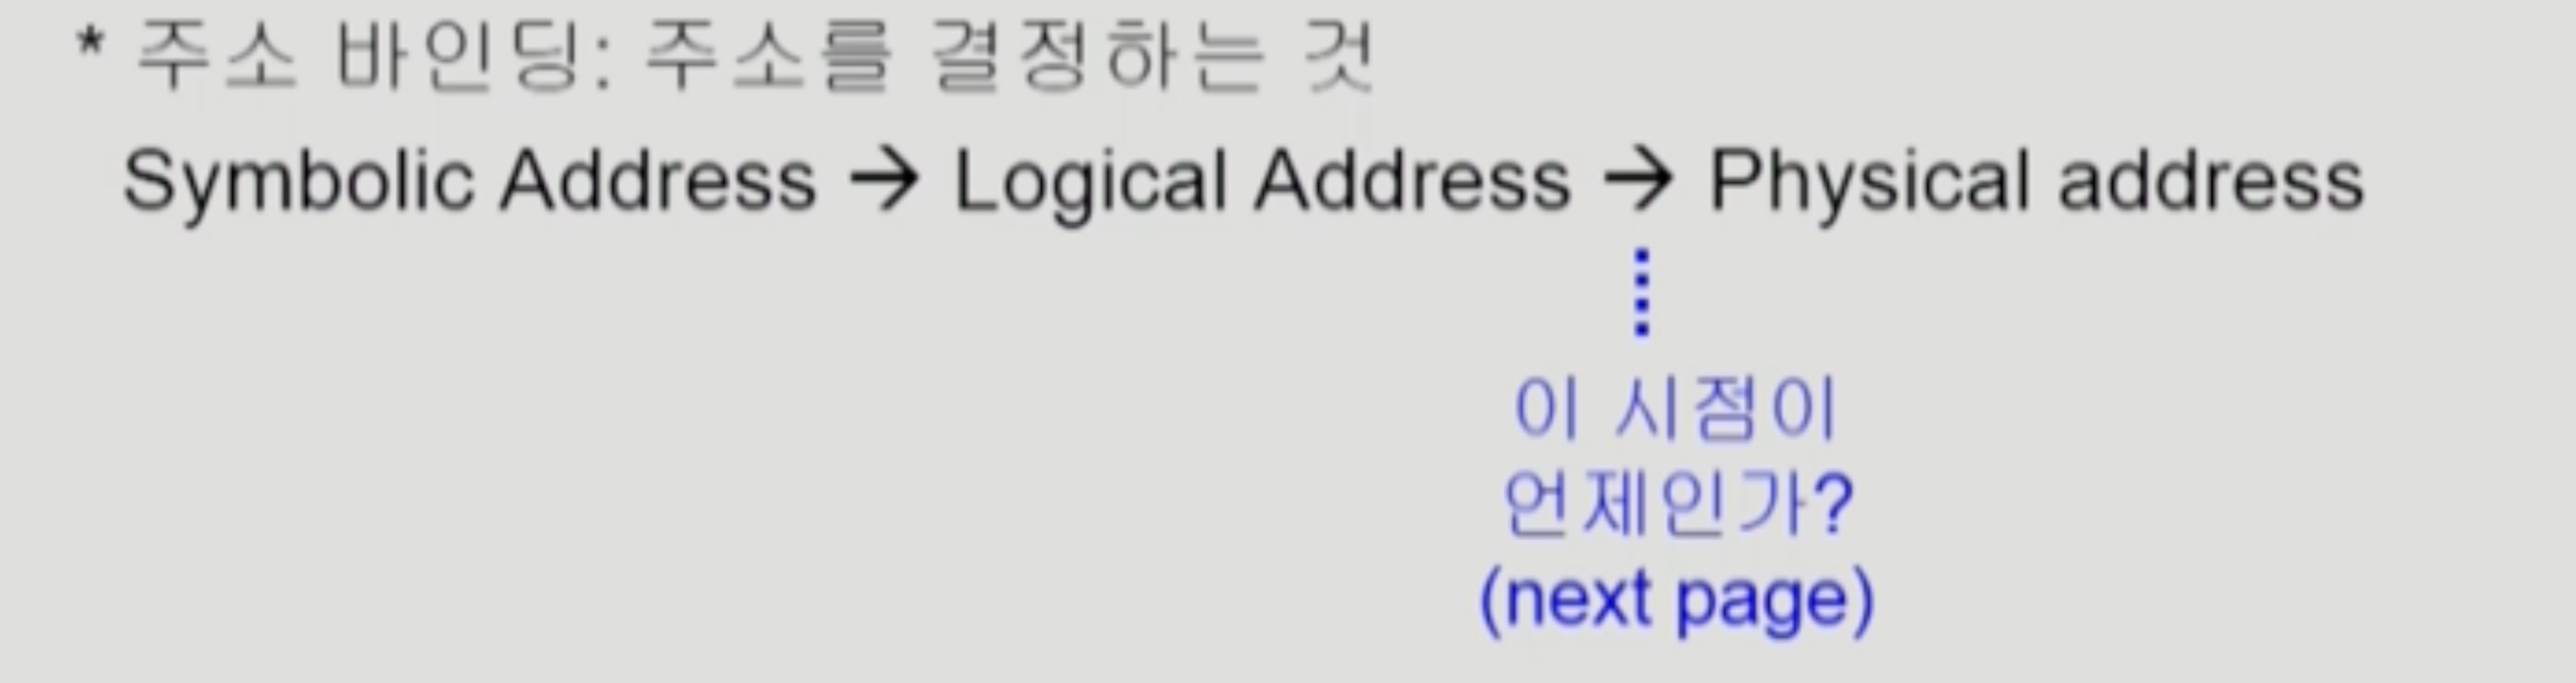 * 주소 바인딩: 주소를 결정하는 것
Symbolic Address → Logical Address → Physical address
이 시점이
언제인가?
(next page)